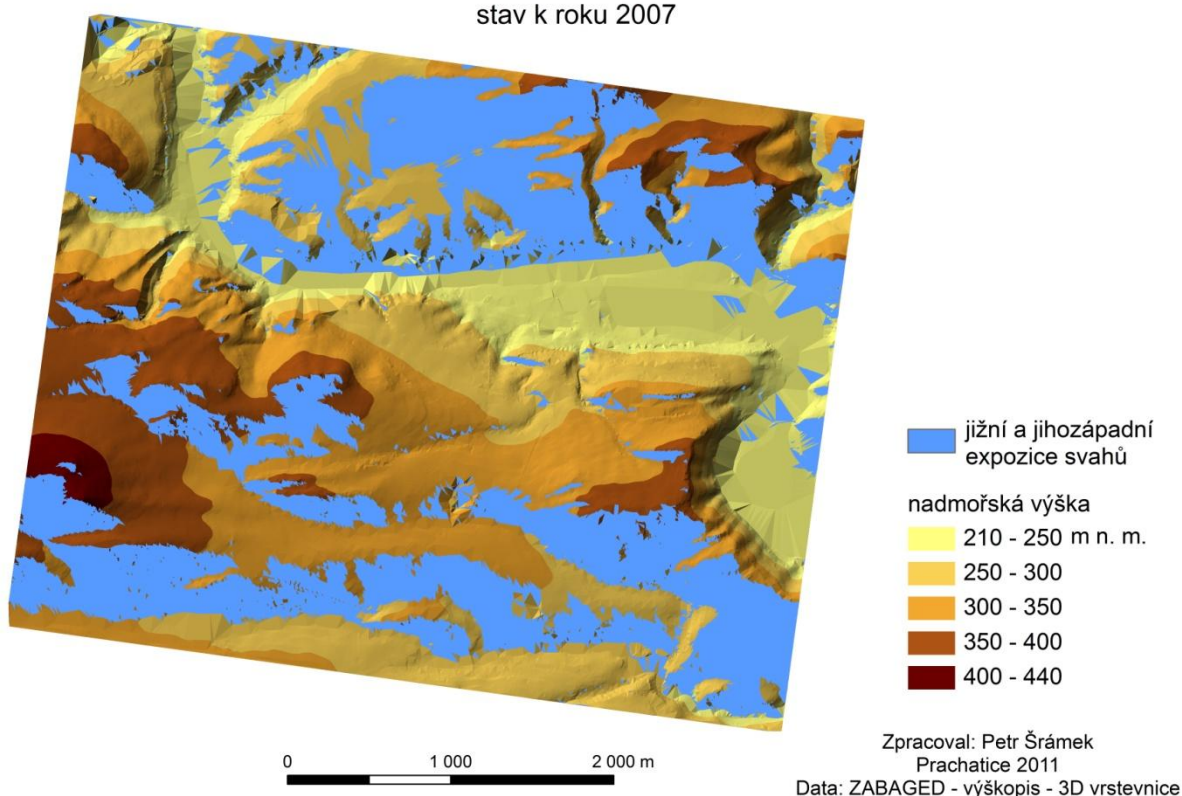 stav k roku 2007
jižní a jihozápadní
expozice svahů
nadmořská výška
210 - 250 m n. m.
250 - 300
300 - 350
350 - 400
400 - 440
0 1 000 2 000 m
Zpracoval: Petr Šrámek
Prachatice 2011
Data: ZABAGED - výškopis - 3D vrstevnice